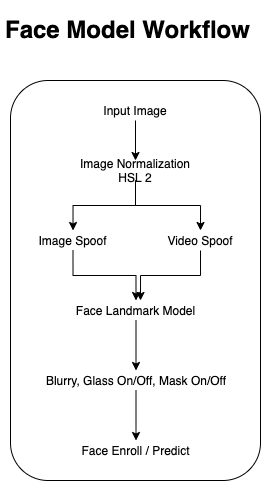 Face Model Workflow
Input Image
Image Normalization
HSL 2
Image Spoof
Video Spoof
Face Landmark Model
Blurry, Glass On/Off, Mask On/Off
Face Enroll / Predict